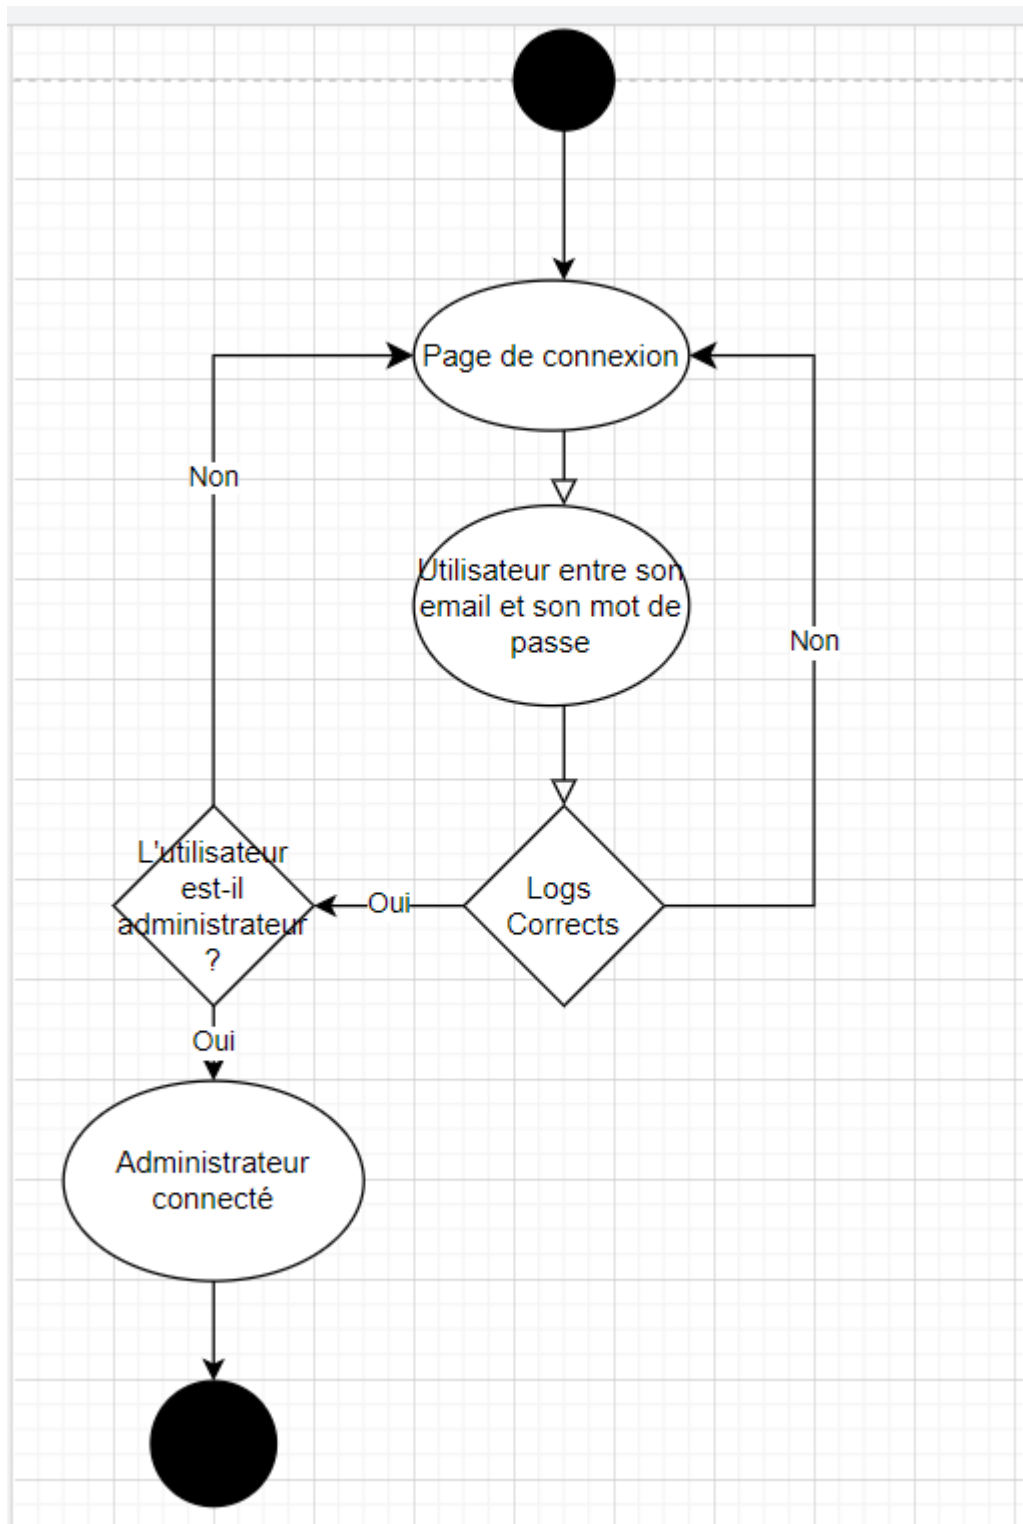 Page de connexion
Non
Utilisateur entre son
email et son mot de
passe
Non
L'utilisateur
est-il
administrateur
?
Oui
Logs
Corrects
Oui
Administrateur
connecté